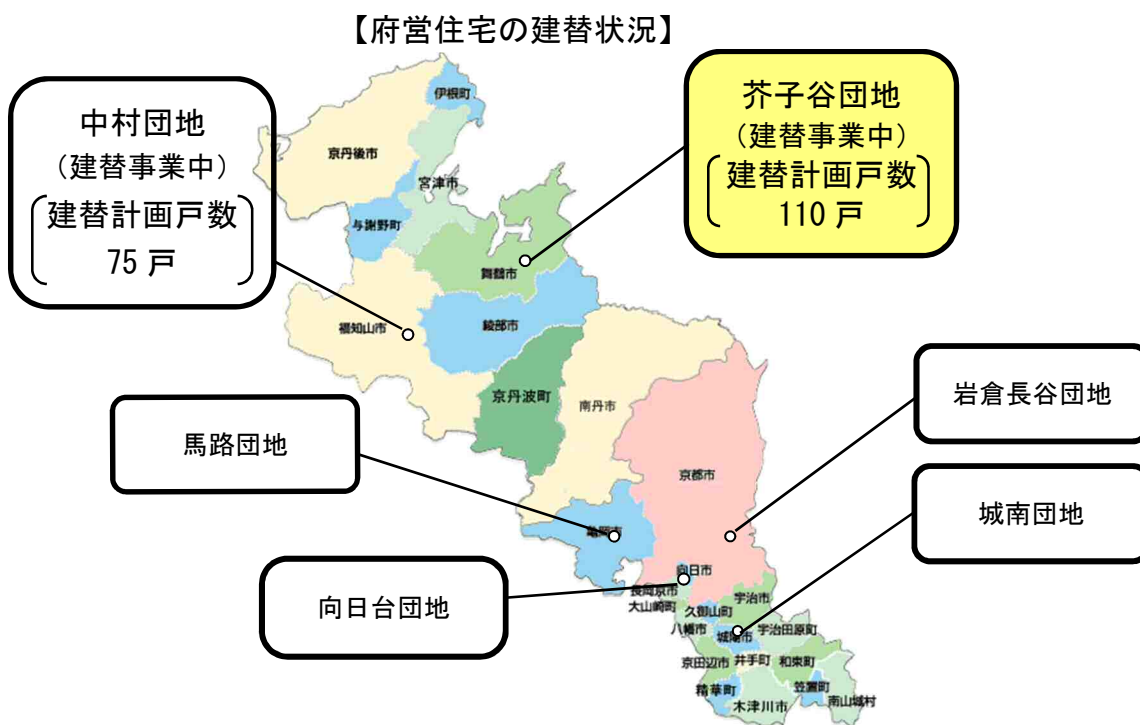 【府営住宅の建替状況】
中村団地
（建替事業中）
建替計画戸数
75 戸
芥子谷団地
（建替事業中）
建替計画戸数
110 戸
伊根町
京丹後市
宮津市
与謝野町
舞鶴市
福知山市
綾部市
京丹波町
南丹市
岩倉長谷団地
馬路団地
京都市
城南団地
亀岡市
向日市
向日台団地
長岡京市
大山崎町
宇治市
久御山町
八幡市
城陽市
宇治田原町
京田辺市
井手町
和束町
精華町
笠置町
南山城村
木津川市